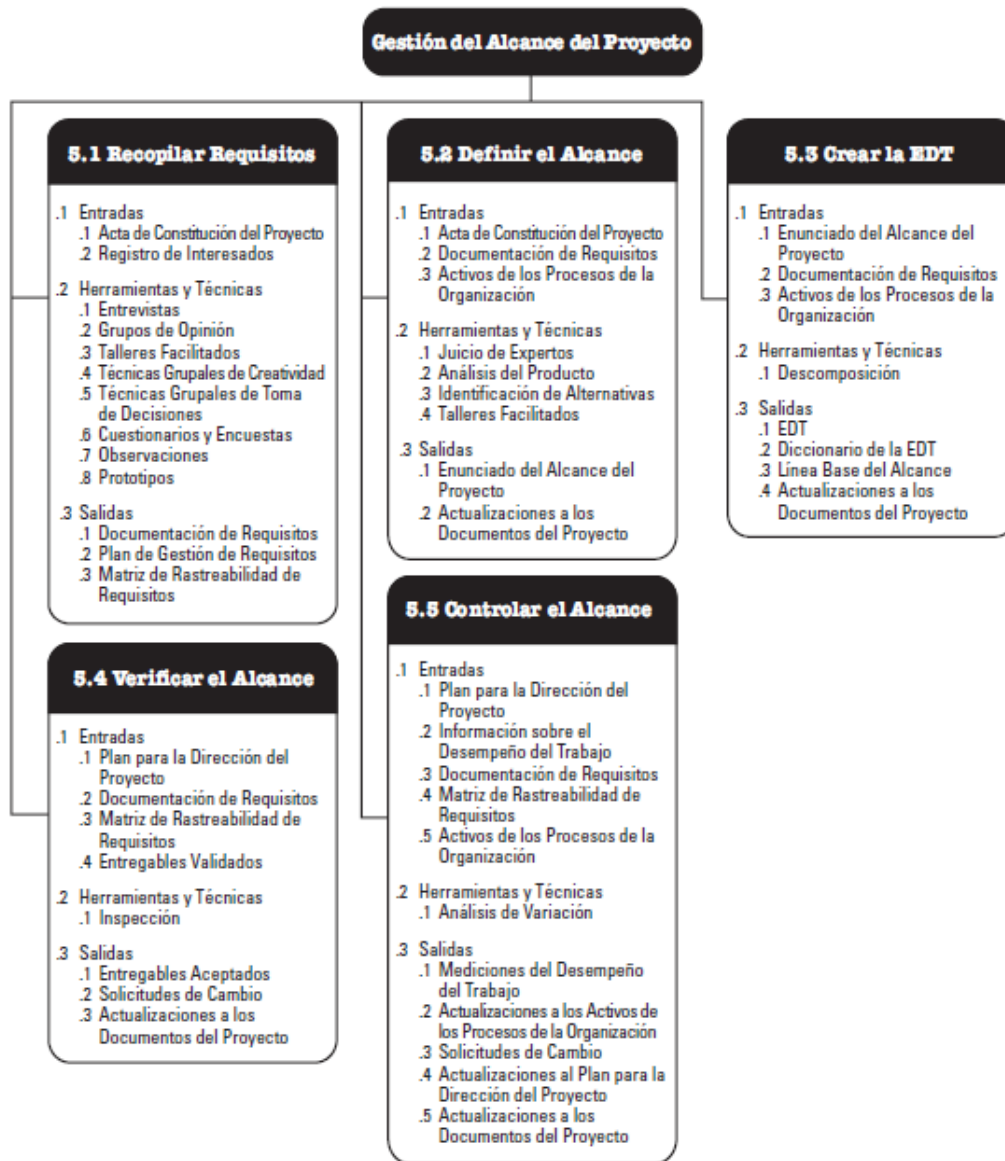 Gestión del Alcance del Proyecto
5.1 Recopilar Requisitos
.1 Entradas
.1 Acta de Constitución del Proyecto
.2 Registro de Interesados
.2 Herramientas y Técnicas
.1 Entrevistas
.2 Grupos de Opinión
.3 Talleres Facilitados
.4 Técnicas Grupales de Creatividad
.5 Técnicas Grupales de Toma
de Decisiones
.6 Cuestionarios y Encuestas
.7 Observaciones
.8 Prototipos
.3 Salidas
.1 Documentación de Requisitos
.2 Plan de Gestión de Requisitos
.3 Matriz de Rastreabilidad de
Requisitos
5.2 Definir el Alcance
.1 Entradas
.1 Acta de Constitución del Proyecto
.2 Documentación de Requisitos
.3 Activos de los Procesos de la
Organización
.2 Herramientas y Técnicas
.1 Juicio de Expertos
.2 Análisis del Producto
.3 Identificación de Alternativas
.4 Talleres Facilitados
.3 Salidas
.1 Enunciado del Alcance del
Proyecto
.2 Actualizaciones a los
Documentos del Proyecto
5.3 Crear la EDT
.1 Entradas
.1 Enunciado del Alcance del
Proyecto
.2 Documentación de Requisitos
.3 Activos de los Procesos de la
Organización
.2 Herramientas y Técnicas
.1 Descomposición
.3 Salidas
.1 EDT
.2 Diccionario de la EDT
.3 Línea Base del Alcance
.4 Actualizaciones a los
Documentos del Proyecto
5.4 Verificar el Alcance
.1 Entradas
.1 Plan para la Dirección del
Proyecto
.2 Documentación de Requisitos
.3 Matriz de Rastreabilidad de
Requisitos
.4 Entregables Validados
.2 Herramientas y Técnicas
.1 Inspección
.3 Salidas
.1 Entregables Aceptados
.2 Solicitudes de Cambio
.3 Actualizaciones a los
Documentos del Proyecto
5.5 Controlar el Alcance
.1 Entradas
.1 Plan para la Dirección del
Proyecto
.2 Información sobre el
Desempeño del Trabajo
.3 Documentación de Requisitos
.4 Matriz de Rastreabilidad de
Requisitos
.5 Activos de los Procesos de la
Organización
.2 Herramientas y Técnicas
.1 Análisis de Variación
.3 Salidas
.1 Mediciones del Desempeño
del Trabajo
.2 Actualizaciones a los Activos de
los Procesos de la Organización
.3 Solicitudes de Cambio
.4 Actualizaciones al Plan para la
Dirección del Proyecto
.5 Actualizaciones a los
Documentos del Proyecto